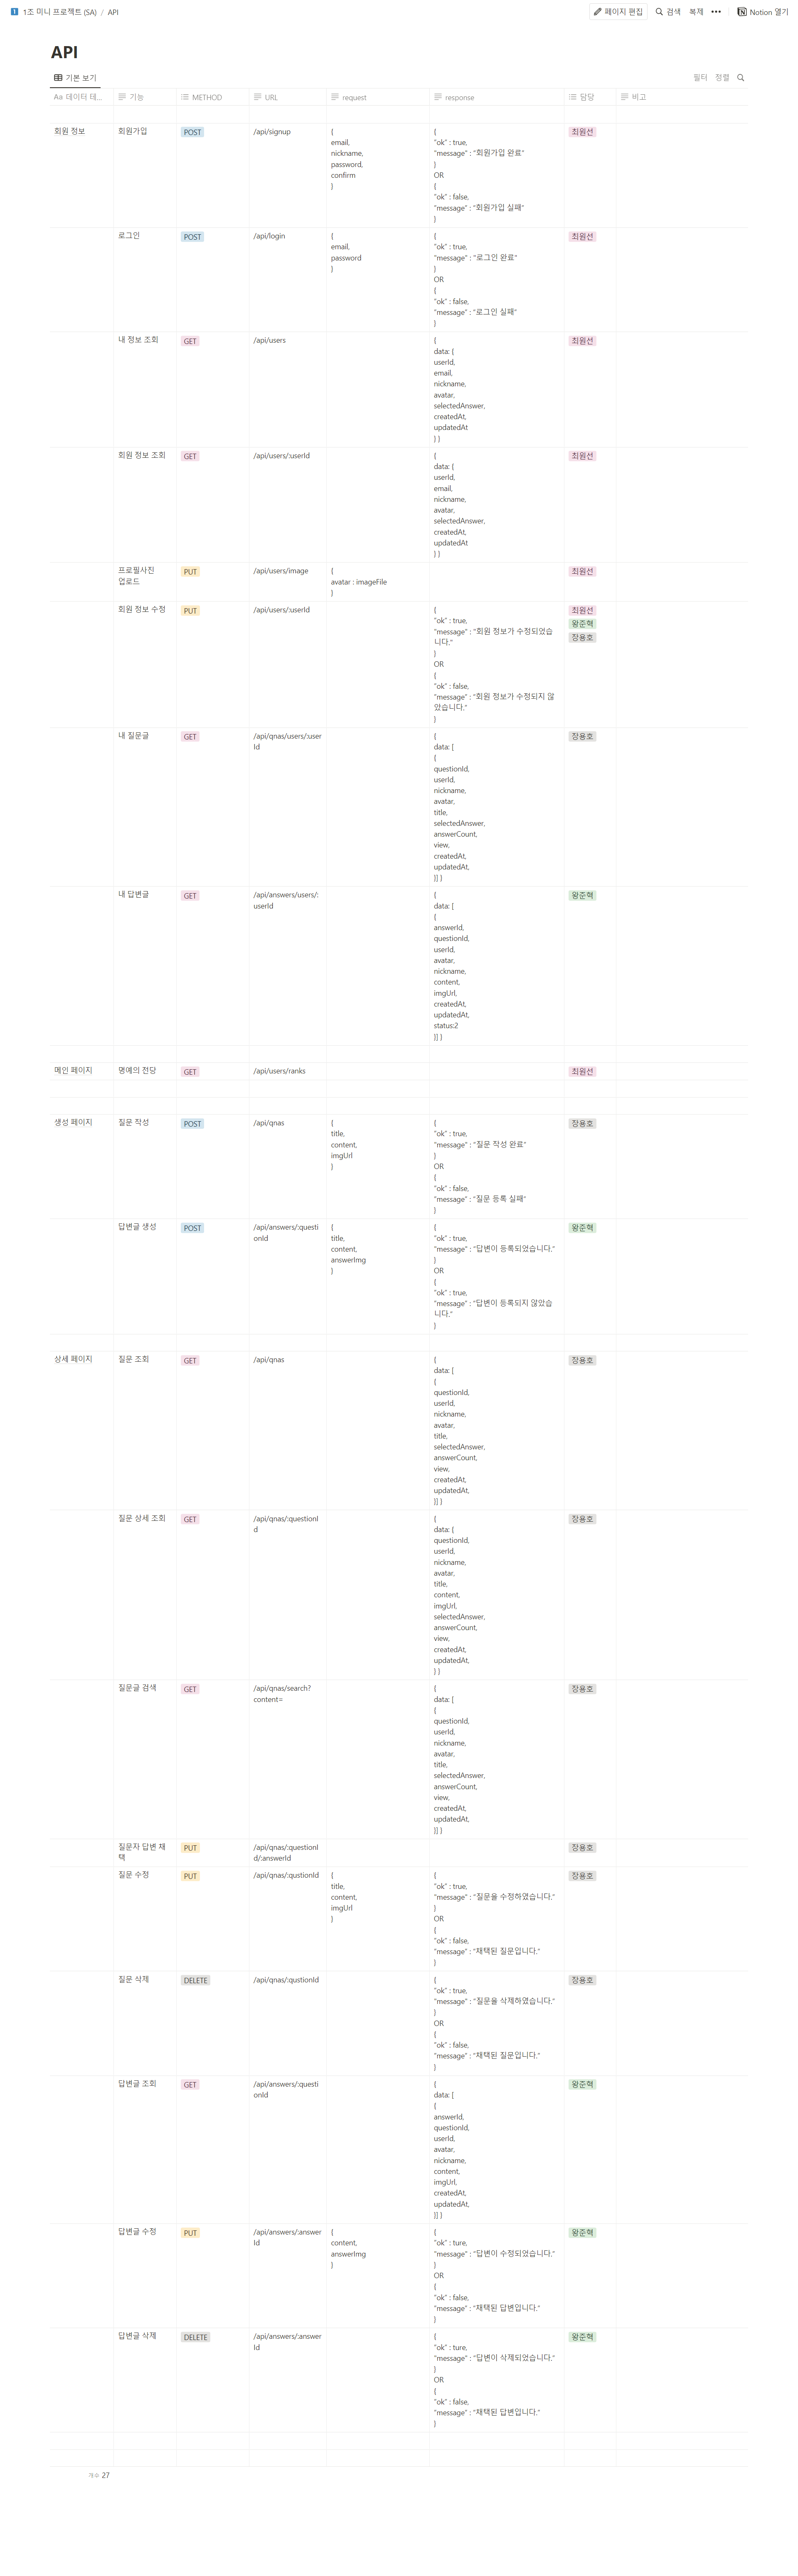 1조 미니 프로젝트 (SA) / API
페이지 편집 검색 복제 ••• Notion 열기
API
기본 보기
필터 정렬
Aa 데이터 테... 기능 METHOD URL request response 담당 비고
회원 정보 회원가입 POST /api/signup
{
email,
nickname,
password,
confirm
}
{
"ok" : true,
"message" : "회원가입 완료"
}
OR
{
"ok" : false,
"message" : "회원가입 실패"
}
최원선
로그인 POST /api/login
{
email,
password
}
{
"ok" : true,
"message" : "로그인 완료"
}
OR
{
"ok" : false,
"message" : "로그인 실패"
}
최원선
내 정보 조회 GET /api/users
{
data: [
userId,
email,
nickname,
avatar,
selectedAnswer,
createdAt,
updatedAt
} }
최원선
회원 정보 조회 GET /api/users/:userId
{
data: [
userId,
email,
nickname,
avatar,
selectedAnswer,
createdAt,
updatedAt
} }
최원선
프로필사진
업로드
PUT /api/users/image
{
avatar : imageFile
}
최원선
회원 정보 수정 PUT /api/users/:userId
{
"ok" : true,
"message" : "회원 정보가 수정되었습
니다."
}
OR
{
"ok" : false,
"message" : "회원 정보가 수정되지 않
았습니다."
}
최원선
왕준혁
장용호
내 질문글 GET /api/qnas/users/:user
Id
{
data: [
{
questionId,
userId,
nickname,
avatar,
title,
selectedAnswer,
answerCount,
view,
createdAt,
updatedAt,
}] }
장용호
내 답변글 GET /api/answers/users/:
userId
{
data: [
{
answerId,
questionId,
userId,
avatar,
nickname,
content,
imgUrl,
createdAt,
updatedAt,
status:2
}] }
왕준혁
메인 페이지 명예의 전당 GET /api/users/ranks 최원선
생성 페이지 질문 작성 POST /api/qnas
{
title,
content,
imgUrl
}
{
"ok" : true,
"message" : "질문 작성 완료"
}
OR
{
"ok" : false,
"message" : "질문 등록 실패"
}
장용호
답변글 생성 POST /api/answers/:questi
onId
{
title,
content,
answerImg
}
{
"ok" : true,
"message" : "답변이 등록되었습니다."
}
OR
{
"ok" : true,
"message" : "답변이 등록되지 않았습
니다."
}
왕준혁
상세 페이지 질문 조회 GET /api/qnas
{
data: [
{
questionId,
userId,
nickname,
avatar,
title,
selectedAnswer,
answerCount,
view,
createdAt,
updatedAt,
}] }
장용호
질문 상세 조회 GET /api/qnas/:questionI
d
{
data: {
questionId,
userId,
nickname,
avatar,
title,
content,
imgUrl,
selectedAnswer,
answerCount,
view,
createdAt,
updatedAt,
} }
장용호
질문글 검색 GET /api/qnas/search?
content=
{
data: [
{
questionId,
userId,
nickname,
avatar,
title,
selectedAnswer,
answerCount,
view,
createdAt,
updatedAt,
}] }
장용호
질문자 답변 채
택
PUT /api/qnas/:questionI
d/:answerId
장용호
질문 수정 PUT /api/qnas/:qustionId
{
title,
content,
imgUrl
}
{
"ok" : true,
"message" : "질문을 수정하였습니다."
}
OR
{
"ok" : false,
"message" : "채택된 질문입니다."
}
장용호
질문 삭제 DELETE /api/qnas/:qustionId
{
"ok" : true,
"message" : "질문을 삭제하였습니다."
}
OR
{
"ok" : false,
"message" : "채택된 질문입니다."
}
장용호
답변글 조회 GET /api/answers/:questi
onId
{
data: [
{
answerId,
questionId,
userId,
avatar,
nickname,
content,
imgUrl,
createdAt,
updatedAt,
}] }
왕준혁
답변글 수정 PUT /api/answers/:answer
Id
{
content,
answerImg
}
{
"ok" : ture,
"message" : "답변이 수정되었습니다."
}
OR
{
"ok" : false,
"message" : "채택된 답변입니다."
}
왕준혁
답변글 삭제 DELETE /api/answers/:answer
Id
{
"ok" : ture,
"message" : "답변이 삭제되었습니다."
}
OR
{
"ok" : false,
"message" : "채택된 답변입니다."
}
왕준혁
개수 27